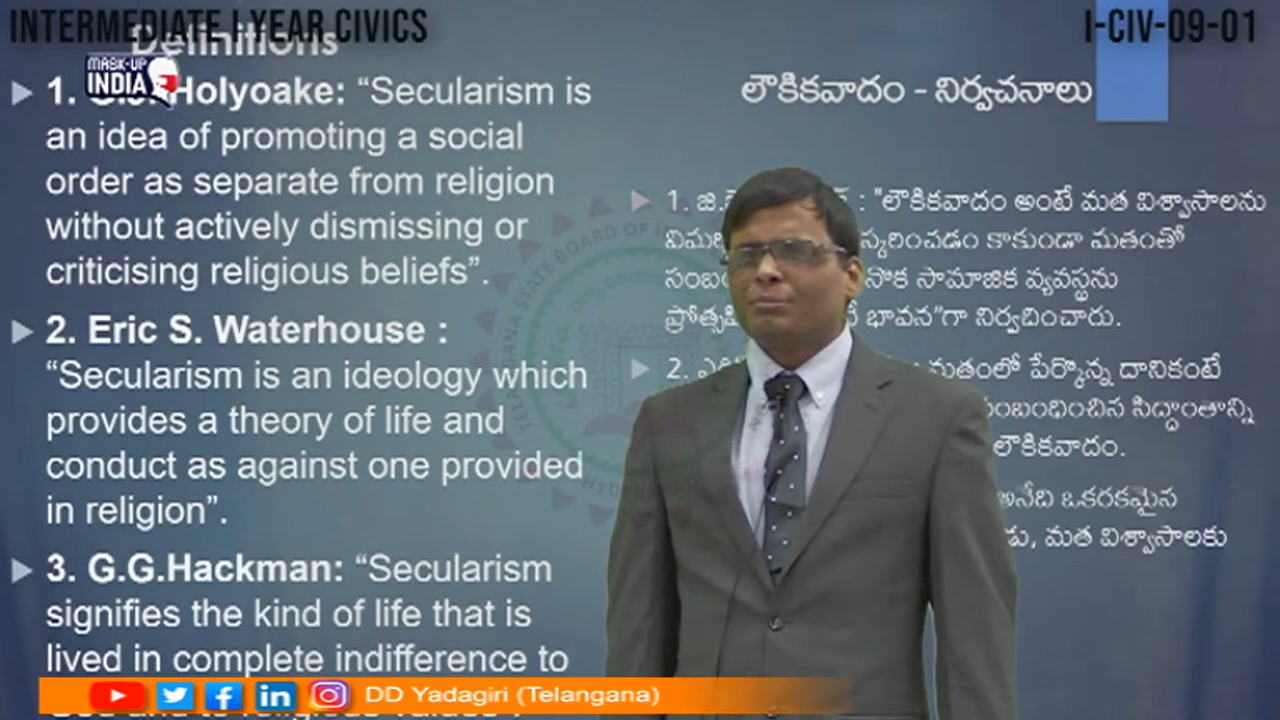 INTERMEDIATE I YEAR CIVICS
I-CIV-09-01
Definitions
MASK-UP
INDIA
1. Holyoake: “Secularism is
an idea of promoting a social
order as separate from religion
without actively dismissing or
criticising religious beliefs”.
2. Eric S. Waterhouse :
“Secularism is an ideology which
provides a theory of life and
conduct as against one provided
in religion”.
3. G.G.Hackman: “Secularism
signifies the kind of life that is
lived in complete indifference to
లౌకికవాదం - నిర్వచనాలు
1. జి. : "లౌకికవాదం అంటే మత విశ్వాసాలను
కాకుండా మతంతో
సామాజిక వ్యవస్థను
భావన”గా నిర్వచించారు.
2. మతంలో పేర్కొన్న దానికంటే
సిద్ధాంతాన్ని
లౌకికవాదం.
అనేది ఒకరకమైన
మత విశ్వాసాలకు
DD Yadagiri (Telangana)